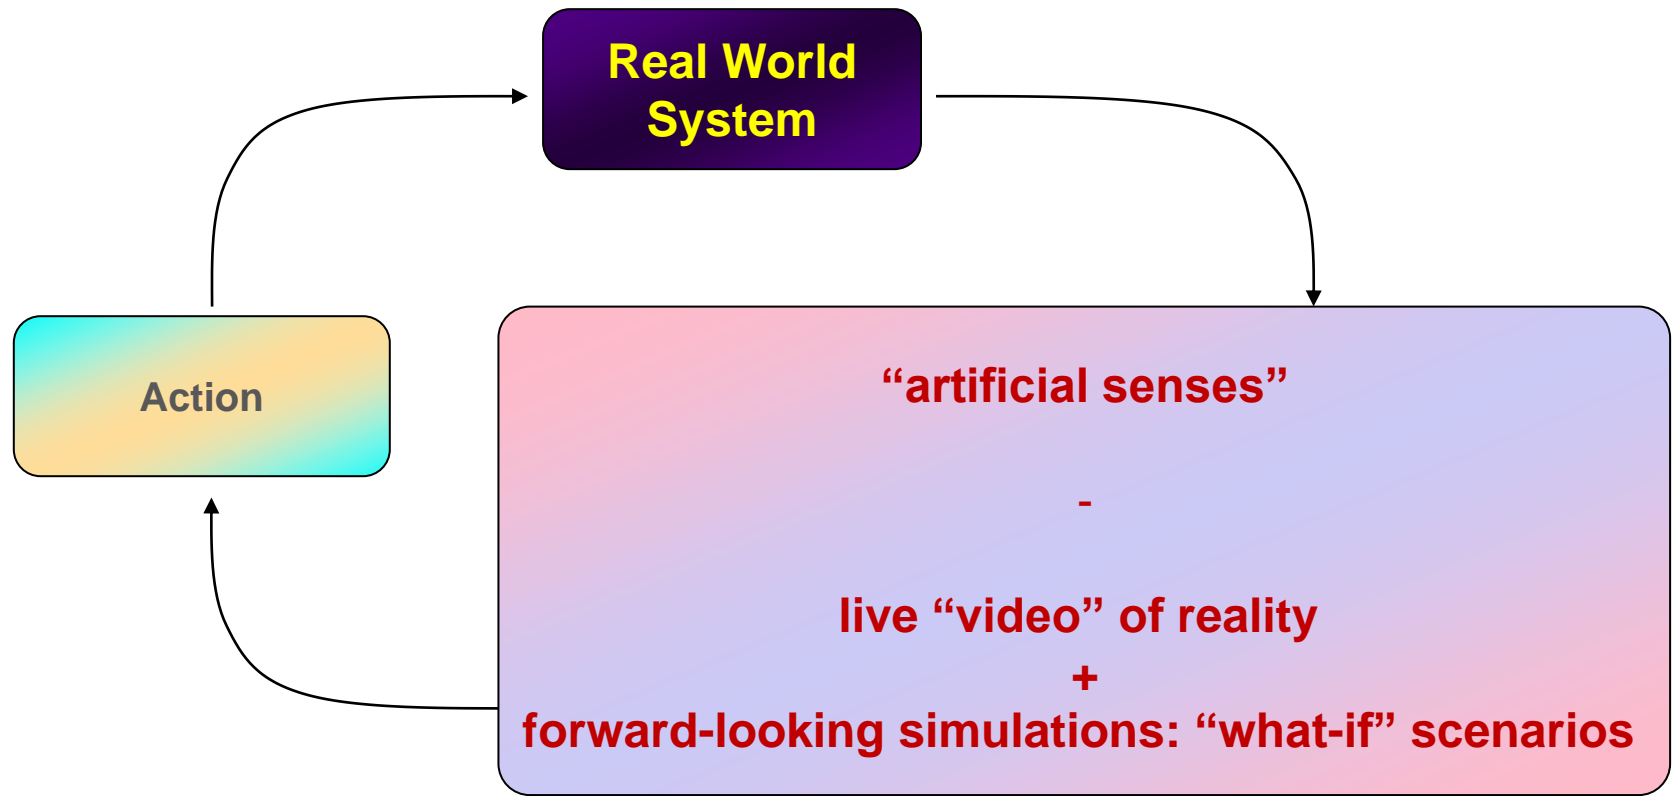 Real World
System
Action
“artificial senses”
-
live “video” of reality
+
forward-looking simulations: “what-if” scenarios